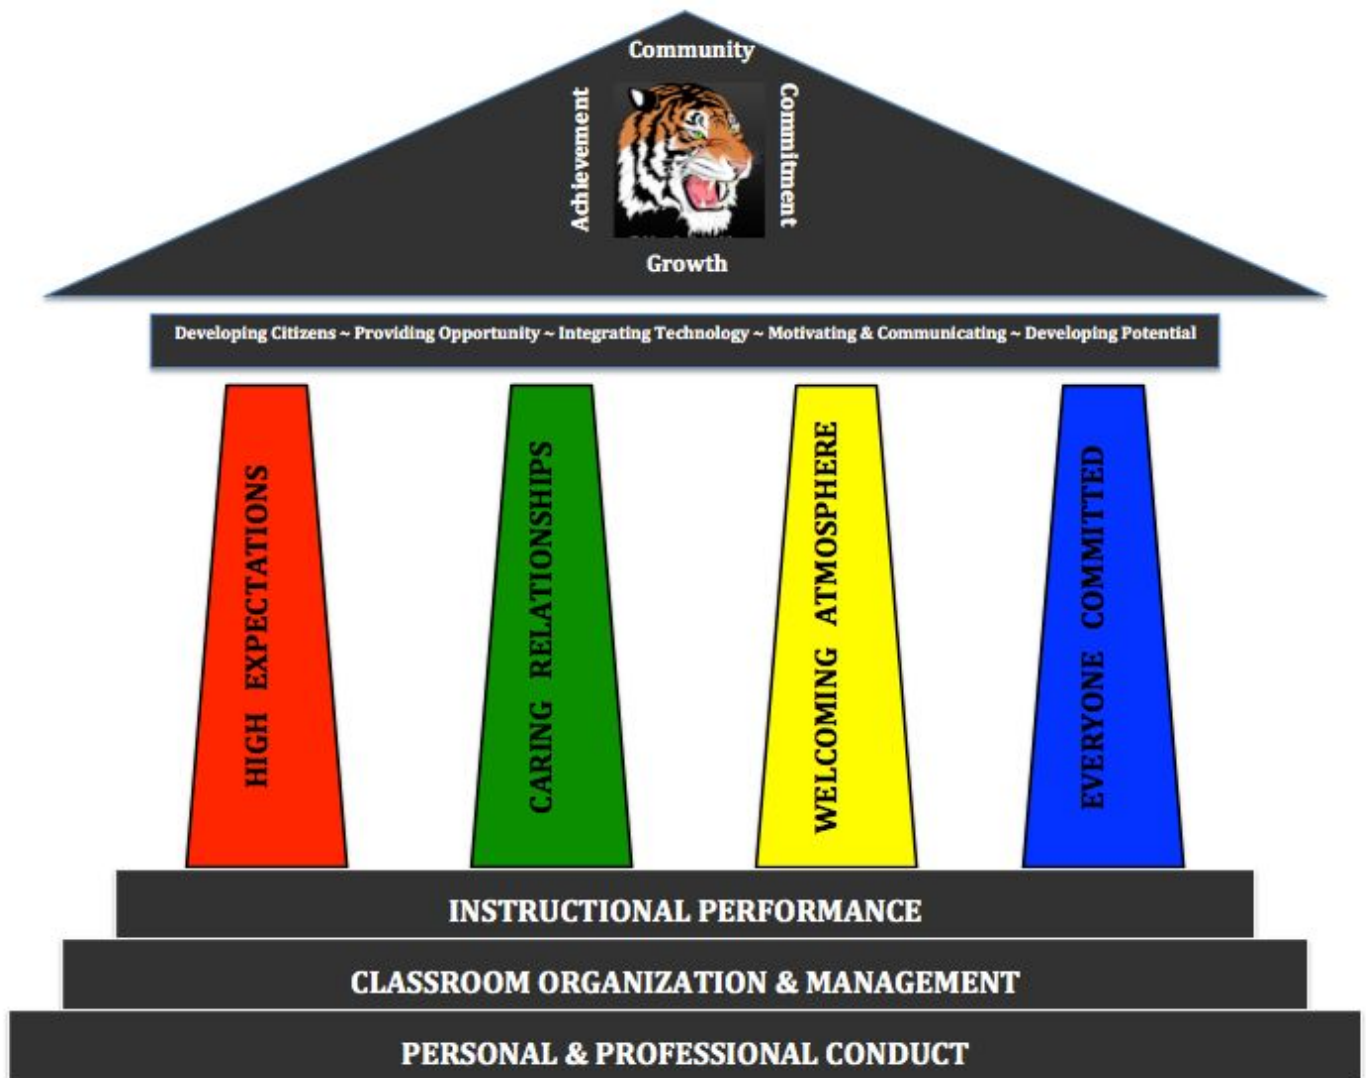 Community
Achievement
Commitment
Growth
Developing Citizens ~ Providing Opportunity ~ Integrating Technology ~ Motivating & Communicating ~ Developing Potential
HIGH EXPECTATIONS
CARING RELATIONSHIPS
WELCOMING ATMOSPHERE
EVERYONE COMMITTED
INSTRUCTIONAL PERFORMANCE
CLASSROOM ORGANIZATION & MANAGEMENT
PERSONAL & PROFESSIONAL CONDUCT